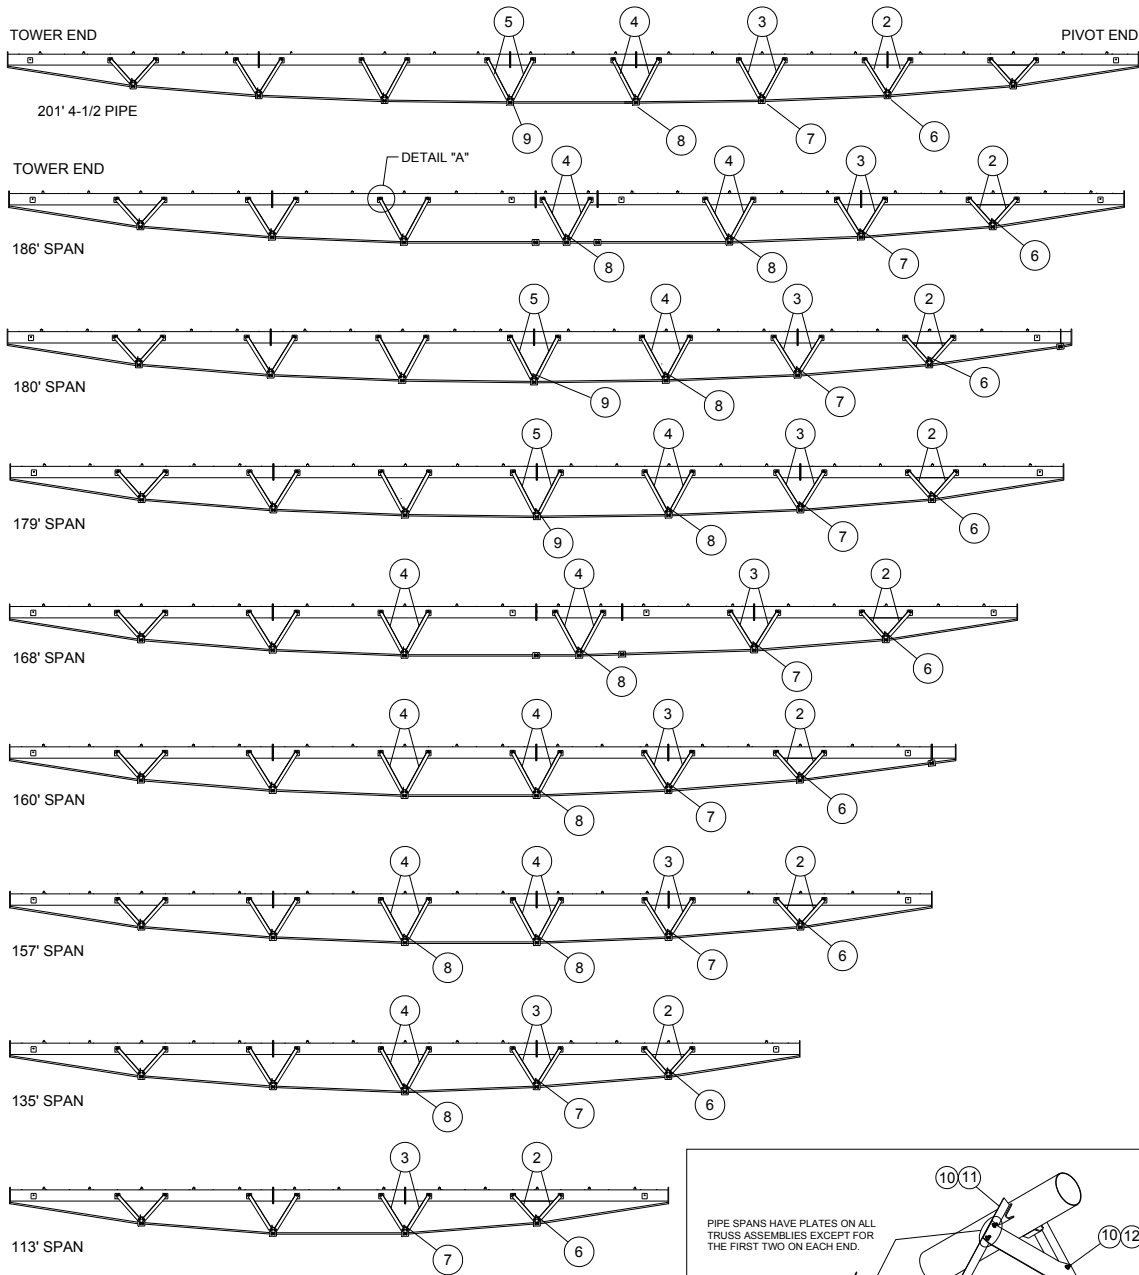 5 4 3 2
TOWER END PIVOT END
201' 4-1/2 PIPE
9 8 7 6
DETAIL "A"
TOWER END
4 4 3 2
186' SPAN
8 8 7 6
5 4 3 2
180' SPAN
9 8 7 6
5 4 3 2
179' SPAN
9 8 7 6
4 4 3 2
168' SPAN
8 7 6
4 4 3 2
160' SPAN
8 7 6
4 4 3 2
157' SPAN
8 8 7 6
4 3 2
135' SPAN
8 7 6
3 2
113' SPAN
7 6
10 11
PIPE SPANS HAVE PLATES ON ALL
TRUSS ASSEMBLIES EXCEPT FOR
THE FIRST TWO ON EACH END.
10 12